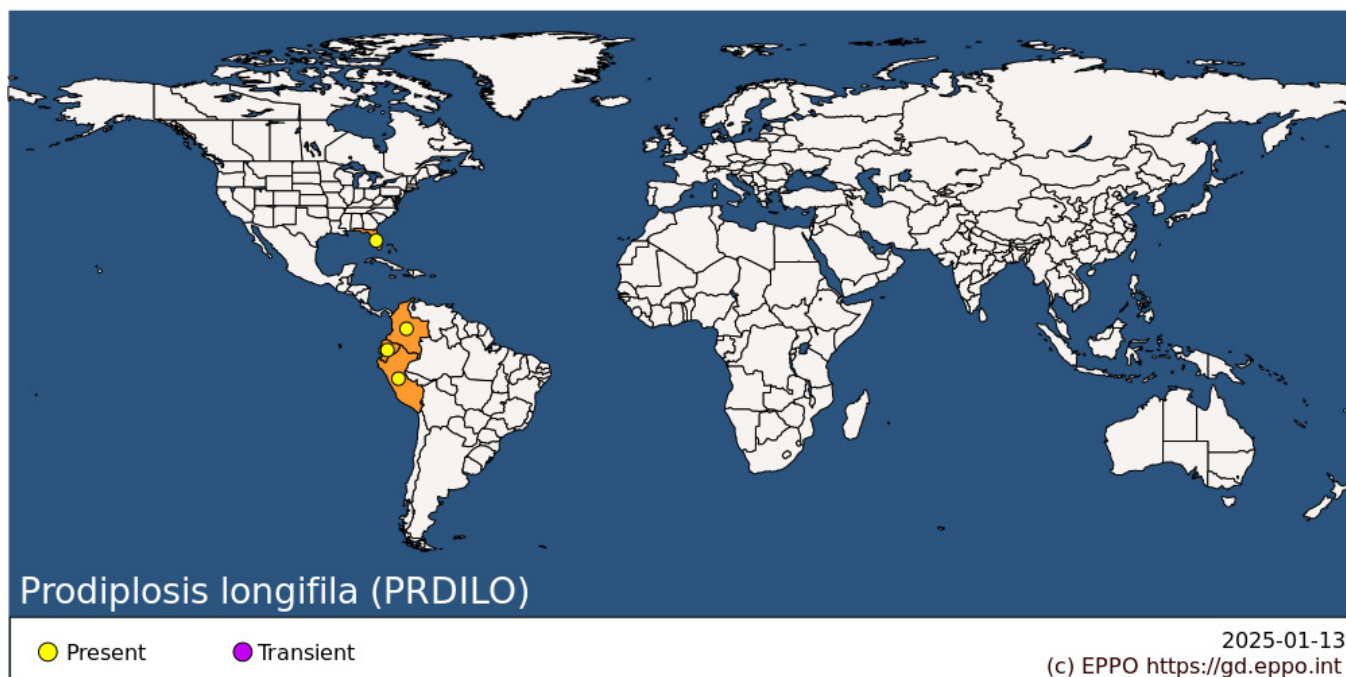 Prodiplosis longifila (PRDILO)
Present
Transient
2025-01-13
(c) EPPO https://gd.eppo.int